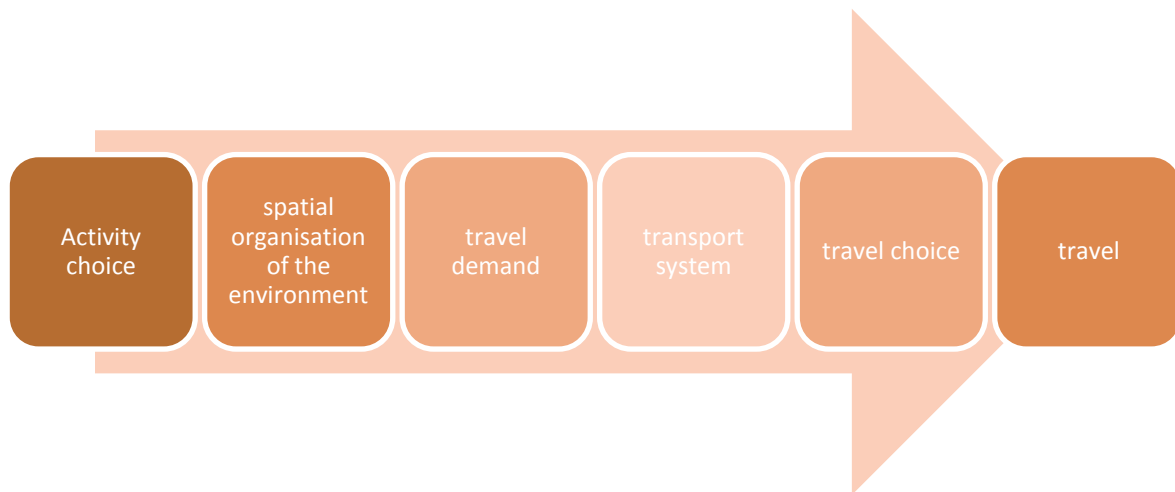 Activity
choice
spatial
organisation
of the
environment
travel
demand
transport
system
travel choice
travel